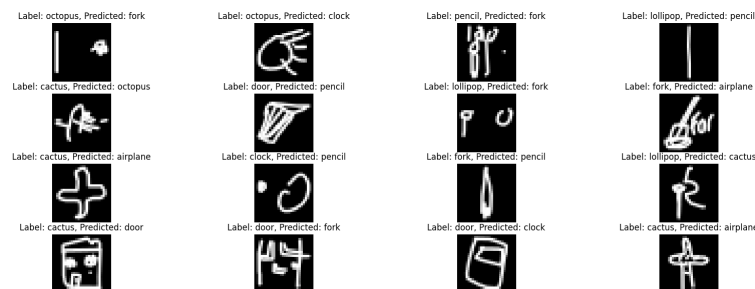 Label: octopus, Predicted: fork
Label: octopus, Predicted: clock
Label: pencil, Predicted: fork
Label: lollipop, Predicted: pencil
Label: cactus, Predicted: octopus
Label: door, Predicted: pencil
Label: lollipop, Predicted: fork
Label: fork, Predicted: airplane
For
Label: cactus, Predicted: airplane
Label: clock, Predicted: pencil
Label: fork, Predicted: pencil
Label: lollipop, Predicted: cactus
Label: cactus, Predicted: door
Label: door, Predicted: fork
Label: door, Predicted: clock
Label: cactus, Predicted: airplane